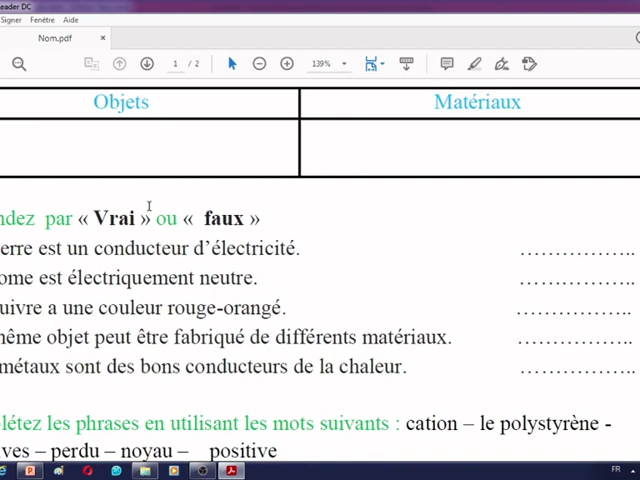 eader DC
Signer Fenêtre Aide
Nom.pdf ×
1 / 2 139%
Objets Matériaux
ndez par « Vrai » ou « faux »
erre est un conducteur d’électricité. …………………..
ome est électriquement neutre. …………………..
uivre a une couleur rouge-orangé. …………………..
même objet peut être fabriqué de différents matériaux. …………………..
métaux sont des bons conducteurs de la chaleur. …………………..
létez les phrases en utilisant les mots suivants : cation – le polystyrène -
ives – perdu – noyau – positive
FR